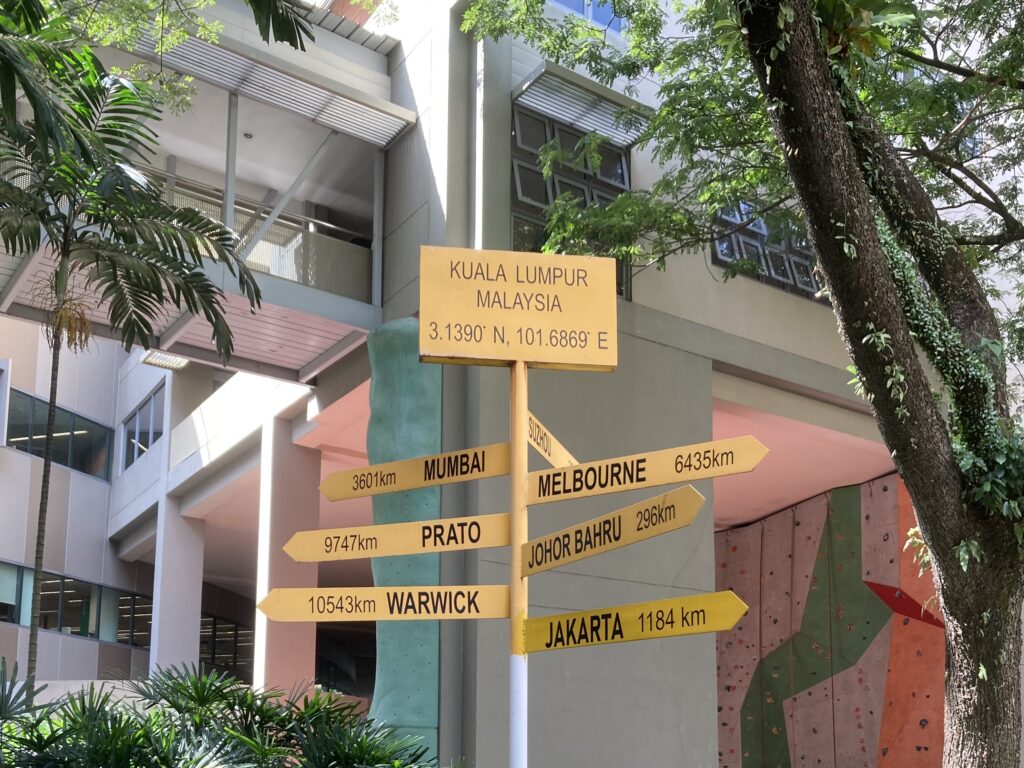 KUALA LUMPUR
MALAYSIA
3.1390° N, 101.6869° E
SUZHOU
3601km MUMBAI
MELBOURNE 6435km
9747km PRATO
JOHOR BAHRU 296km
10543km WARWICK
JAKARTA 1184 km